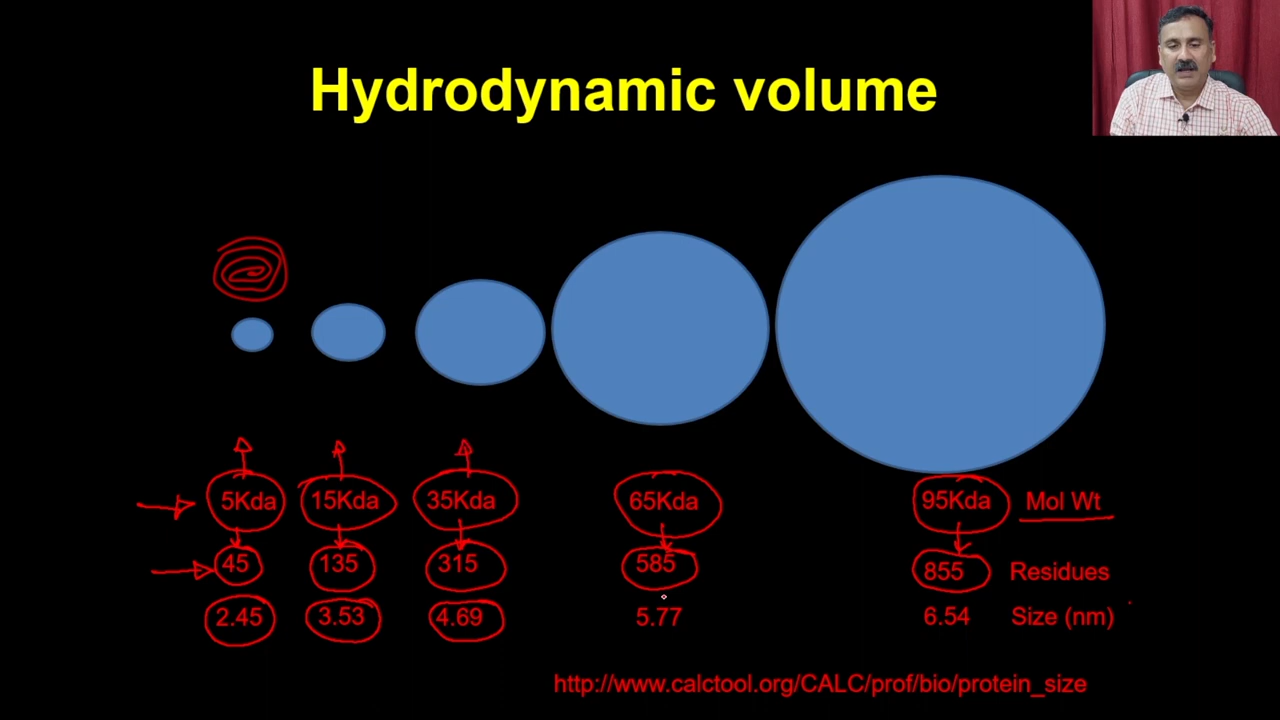 Hydrodynamic volume
5Kda 15Kda 35Kda 65Kda 95Kda Mol Wt
45 135 315 585 855 Residues
2.45 3.53 4.69 5.77 6.54 Size (nm)
http://www.calctool.org/CALC/prof/bio/protein_size